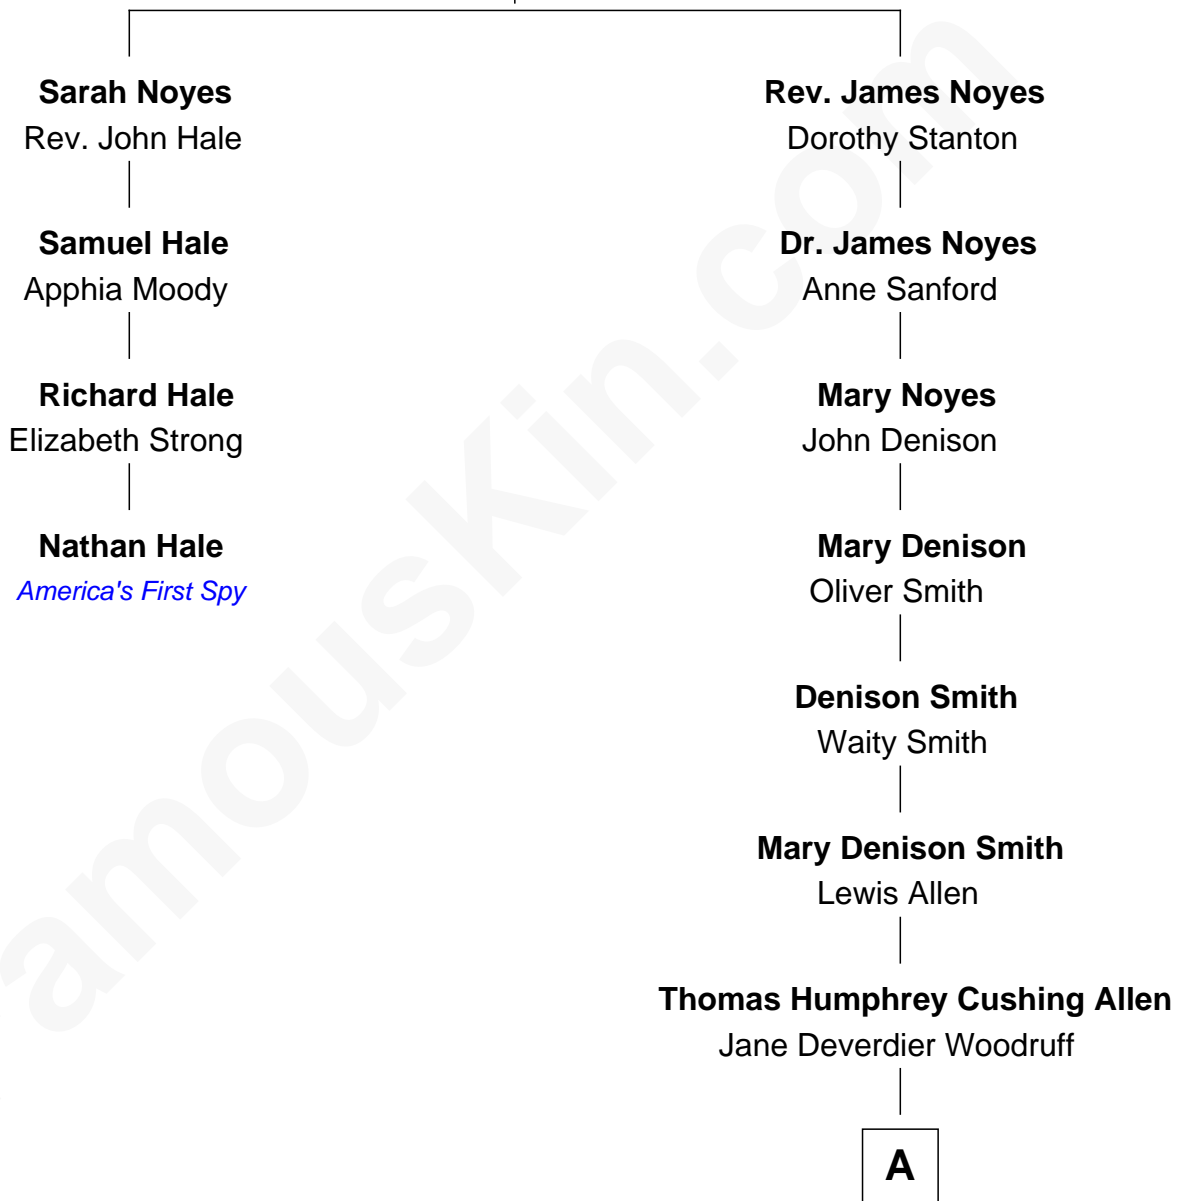 Sarah Noyes
Rev. John Hale
Samuel Hale
Apphia Moody
Richard Hale
Elizabeth Strong
Nathan Hale
America's First Spy
Rev. James Noyes
Dorothy Stanton
Dr. James Noyes
Anne Sanford
Mary Noyes
John Denison
Mary Denison
Oliver Smith
Denison Smith
Waity Smith
Mary Denison Smith
Lewis Allen
Thomas Humphrey Cushing Allen
Jane Deverdier Woodruff
A
amousKin.com